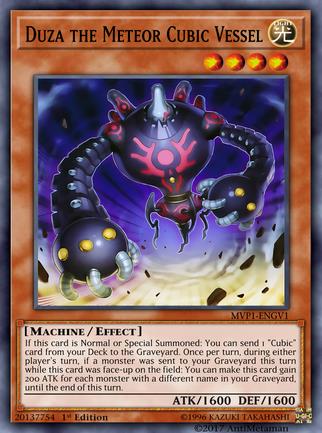 Duza the Meteor Cubic Vessel
LIGHT
光
MVP1-ENGV1
[Machine / Effect]
If this card is Normal or Special Summoned: You can send 1 "Cubic"
card from your Deck to the Graveyard. Once per turn, during either
player's turn, if a monster was sent to your Graveyard this turn
while this card was face-up on the field: You can make this card gain
200 ATK for each monster with a different name in your Graveyard,
until the end of this turn.
ATK/1600 DEF/1600
20137754 1st Edition ©1996 KAZUKI TAKAHASHI
©2017 AntiMetaman